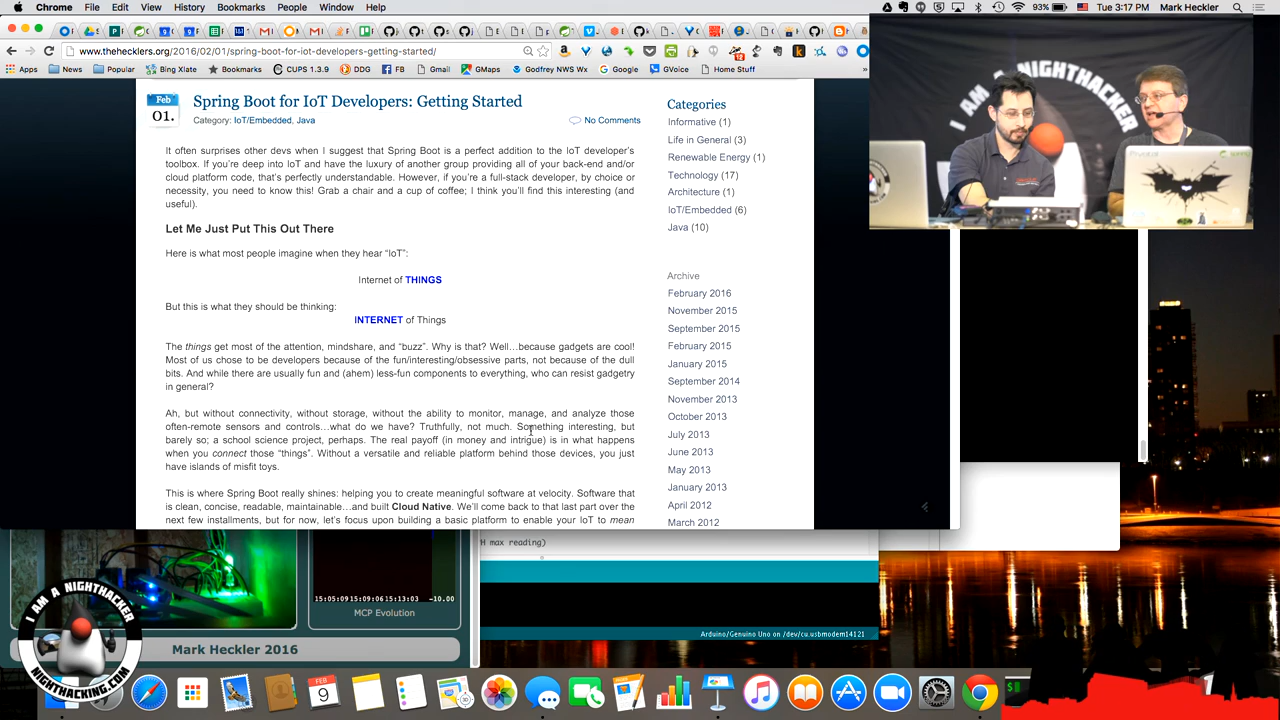 Chrome File Edit View History Bookmarks People Window Help
93% Tue 3:17 PM Mark Heckler
www.thehecklers.org/2016/02/01/spring-boot-for-iot-developers-getting-started/
Apps News Popular Bing Xlate Bookmarks CUPS 1.3.9 DDG FB Gmail GMaps Godfrey NWS Wx Google GVoice Home Stuff »
Feb
01.
Spring Boot for IoT Developers: Getting Started
Category: IoT/Embedded, Java
No Comments
It often surprises other devs when I suggest that Spring Boot is a perfect addition to the IoT developer's
toolbox. If you're deep into IoT and have the luxury of another group providing all of your back-end and/or
cloud platform code, that's perfectly understandable. However, if you're a full-stack developer, by choice or
necessity, you need to know this! Grab a chair and a cup of coffee; I think you'll find this interesting (and
useful).
Let Me Just Put This Out There
Here is what most people imagine when they hear “IoT”:
Internet of THINGS
But this is what they should be thinking:
INTERNET of Things
The things get most of the attention, mindshare, and “buzz”. Why is that? Well…because gadgets are cool!
Most of us chose to be developers because of the fun/interesting/obsessive parts, not because of the dull
bits. And while there are usually fun and (ahem) less-fun components to everything, who can resist gadgetry
in general?
Ah, but without connectivity, without storage, without the ability to monitor, manage, and analyze those
often-remote sensors and controls…what do we have? Truthfully, not much. Something interesting, but
barely so; a school science project, perhaps. The real payoff (in money and intrigue) is in what happens
when you connect those “things”. Without a versatile and reliable platform behind those devices, you just
have islands of misfit toys.
This is where Spring Boot really shines: helping you to create meaningful software at velocity. Software that
is clean, concise, readable, maintainable…and built Cloud Native. We'll come back to that last part over the
next few installments, but for now, let's focus upon building a basic platform to enable your IoT to mean
Categories
Informative (1)
Life in General (3)
Renewable Energy (1)
Technology (17)
Architecture (1)
IoT/Embedded (6)
Java (10)
Archive
February 2016
November 2015
September 2015
February 2015
January 2015
September 2014
November 2013
October 2013
July 2013
June 2013
May 2013
January 2013
April 2012
March 2012
I AM A NIGHTHACKER
H max reading)
15:05:09 15:09:06 15:13:03 -10.00
MCP Evolution
Arduino/Genuino Uno on /dev/cu.usbmodem14121
Mark Heckler 2016
I AM A NIGHTHACKER
NIGHTHACKING.COM
FEB
9